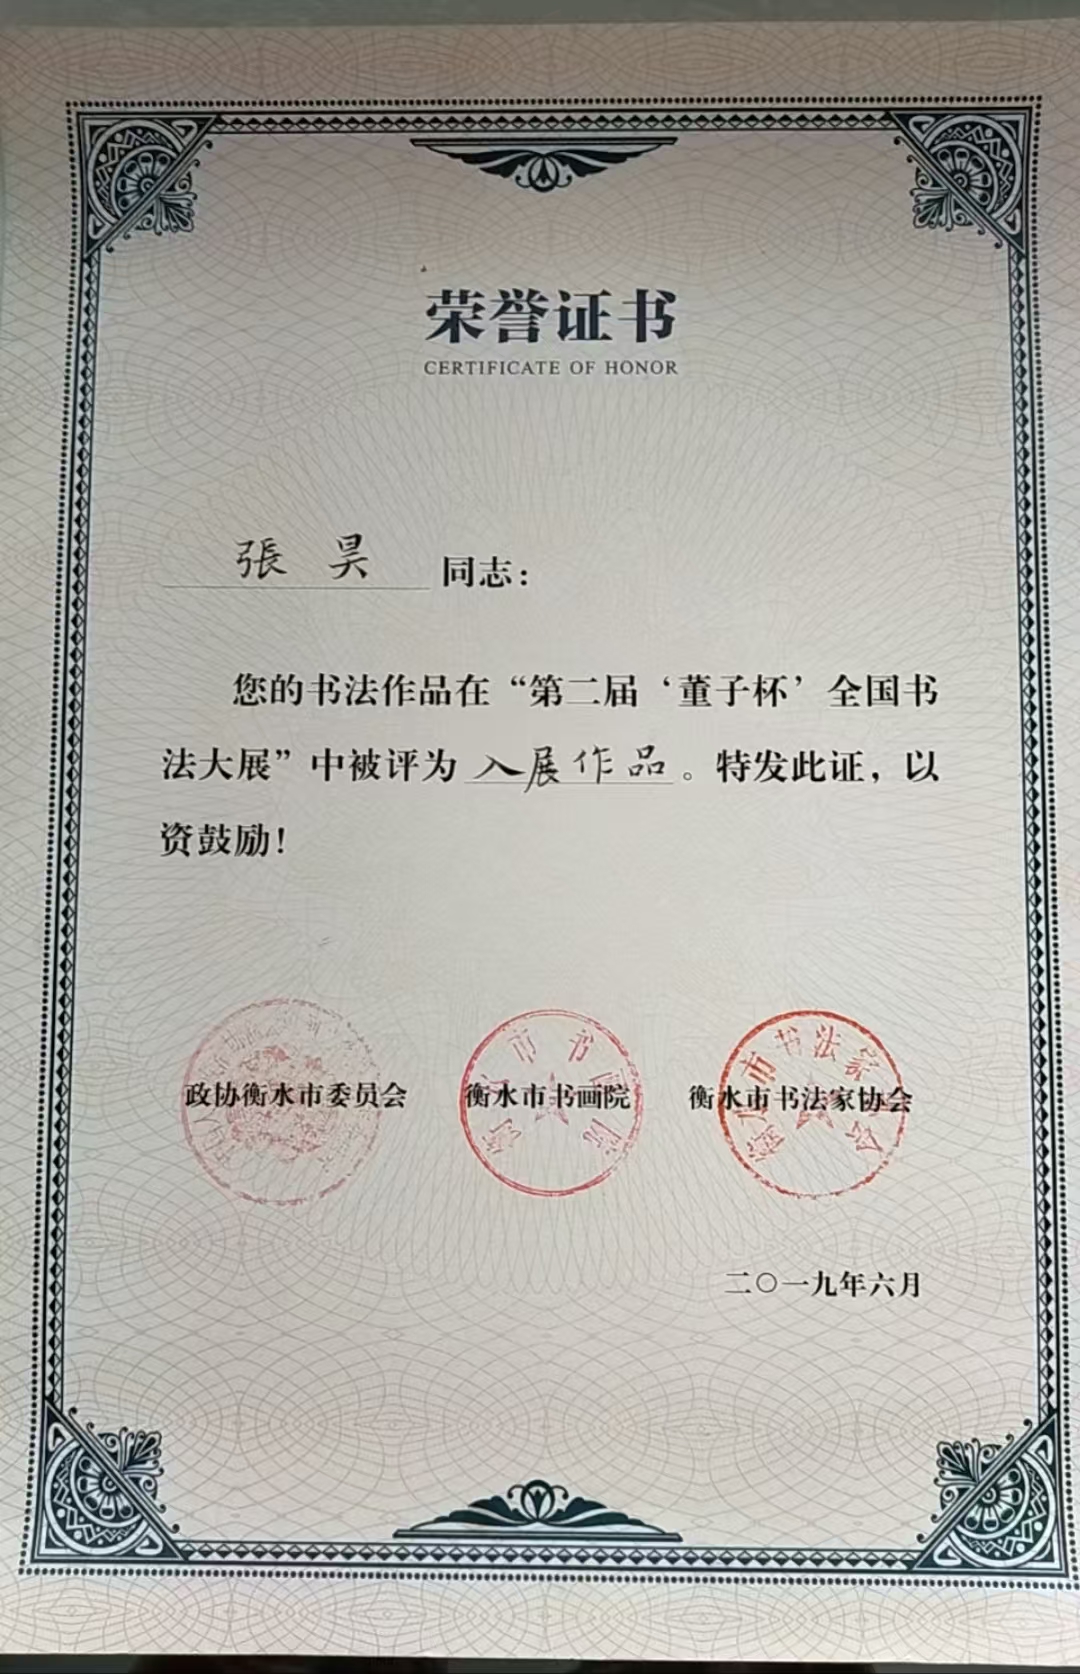 荣誉证书
CERTIFICATE OF HONOR
張昊 同志：
您的书法作品在“第二届‘董子杯’全国书
法大展”中被评为 入展作品 。特发此证，以
资鼓励！
政协衡水市委员会 衡水市书画院 衡水市书法家协会
二〇一九年六月